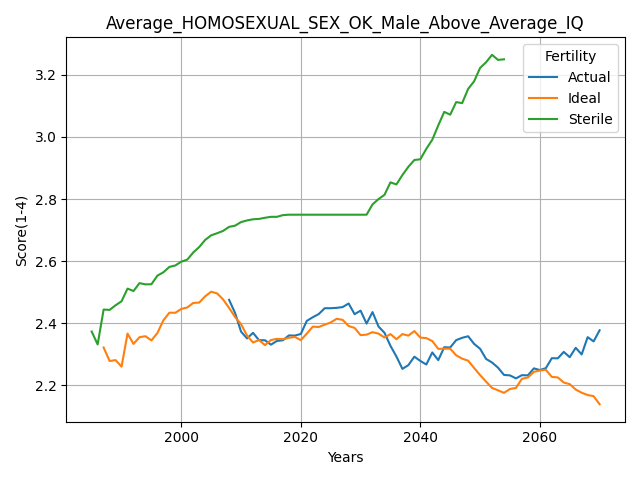 Average_HOMOSEXUAL_SEX_OK_Male_Above_Average_IQ
Fertility
Actual
Ideal
Sterile
Score(1-4)
3.2
3.0
2.8
2.6
2.4
2.2
2000
2020
2040
2060
Years